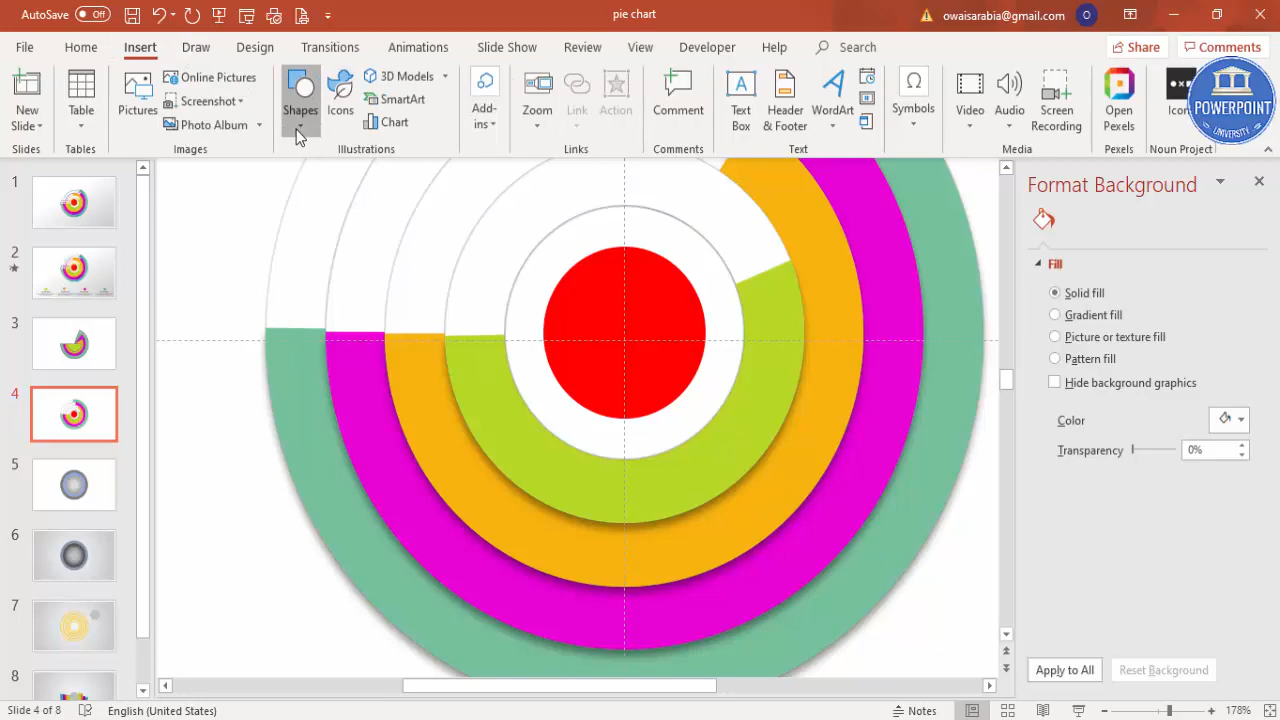 AutoSave Off pie chart owaisarabia@gmail.com O
File Home Insert Draw Design Transitions Animations Slide Show Review View Developer Help Search Share Comments
New Slide Table Pictures Online Pictures Screenshot Photo Album Shapes Icons 3D Models SmartArt Chart Add-ins Zoom Link Action Comment Text Box Header & Footer WordArt Symbols Video Audio Screen Recording Open Pexels Icon
Slides Tables Images Illustrations Links Comments Text Media Pexels Noun Project
POWERPOINT
UNIVERSITY
1
2
3
4
5
6
7
8
Format Background
Fill
Solid fill
Gradient fill
Picture or texture fill
Pattern fill
Hide background graphics
Color
Transparency 0%
Apply to All Reset Background
Slide 4 of 8 English (United States) Notes 178%